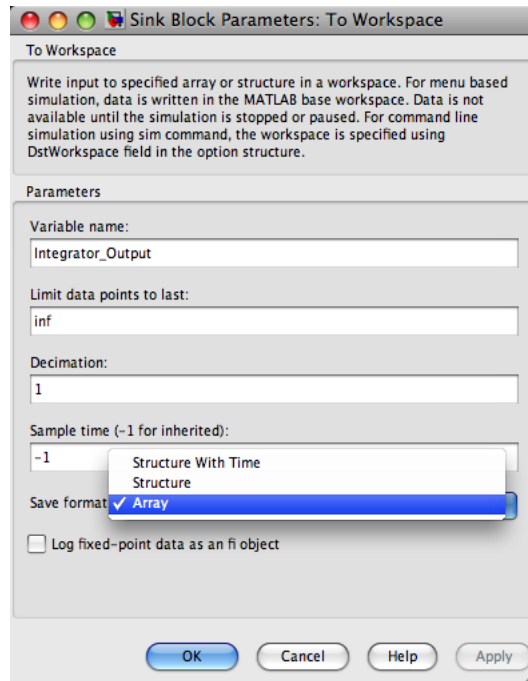 Sink Block Parameters: To Workspace
To Workspace
Write input to specified array or structure in a workspace. For menu based
simulation, data is written in the MATLAB base workspace. Data is not
available until the simulation is stopped or paused. For command line
simulation using sim command, the workspace is specified using
DstWorkspace field in the option structure.
Parameters
Variable name:
Integrator_Output
Limit data points to last:
inf
Decimation:
1
Sample time (-1 for inherited):
-1
Structure With Time
Structure
Save format ✓ Array
Log fixed-point data as an fi object
OK Cancel Help Apply